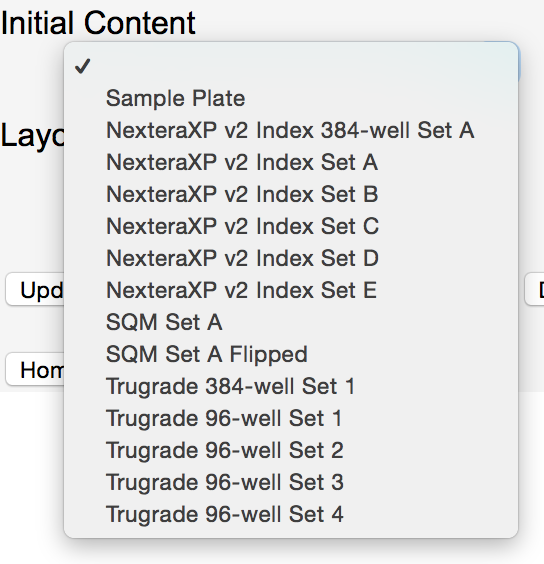 Initial Content
✓
Sample Plate
NexteraXP v2 Index 384-well Set A
Layo
NexteraXP v2 Index Set A
NexteraXP v2 Index Set B
NexteraXP v2 Index Set C
NexteraXP v2 Index Set D
NexteraXP v2 Index Set E
Upd
D
SQM Set A
SQM Set A Flipped
Hom
Trugrade 384-well Set 1
Trugrade 96-well Set 1
Trugrade 96-well Set 2
Trugrade 96-well Set 3
Trugrade 96-well Set 4